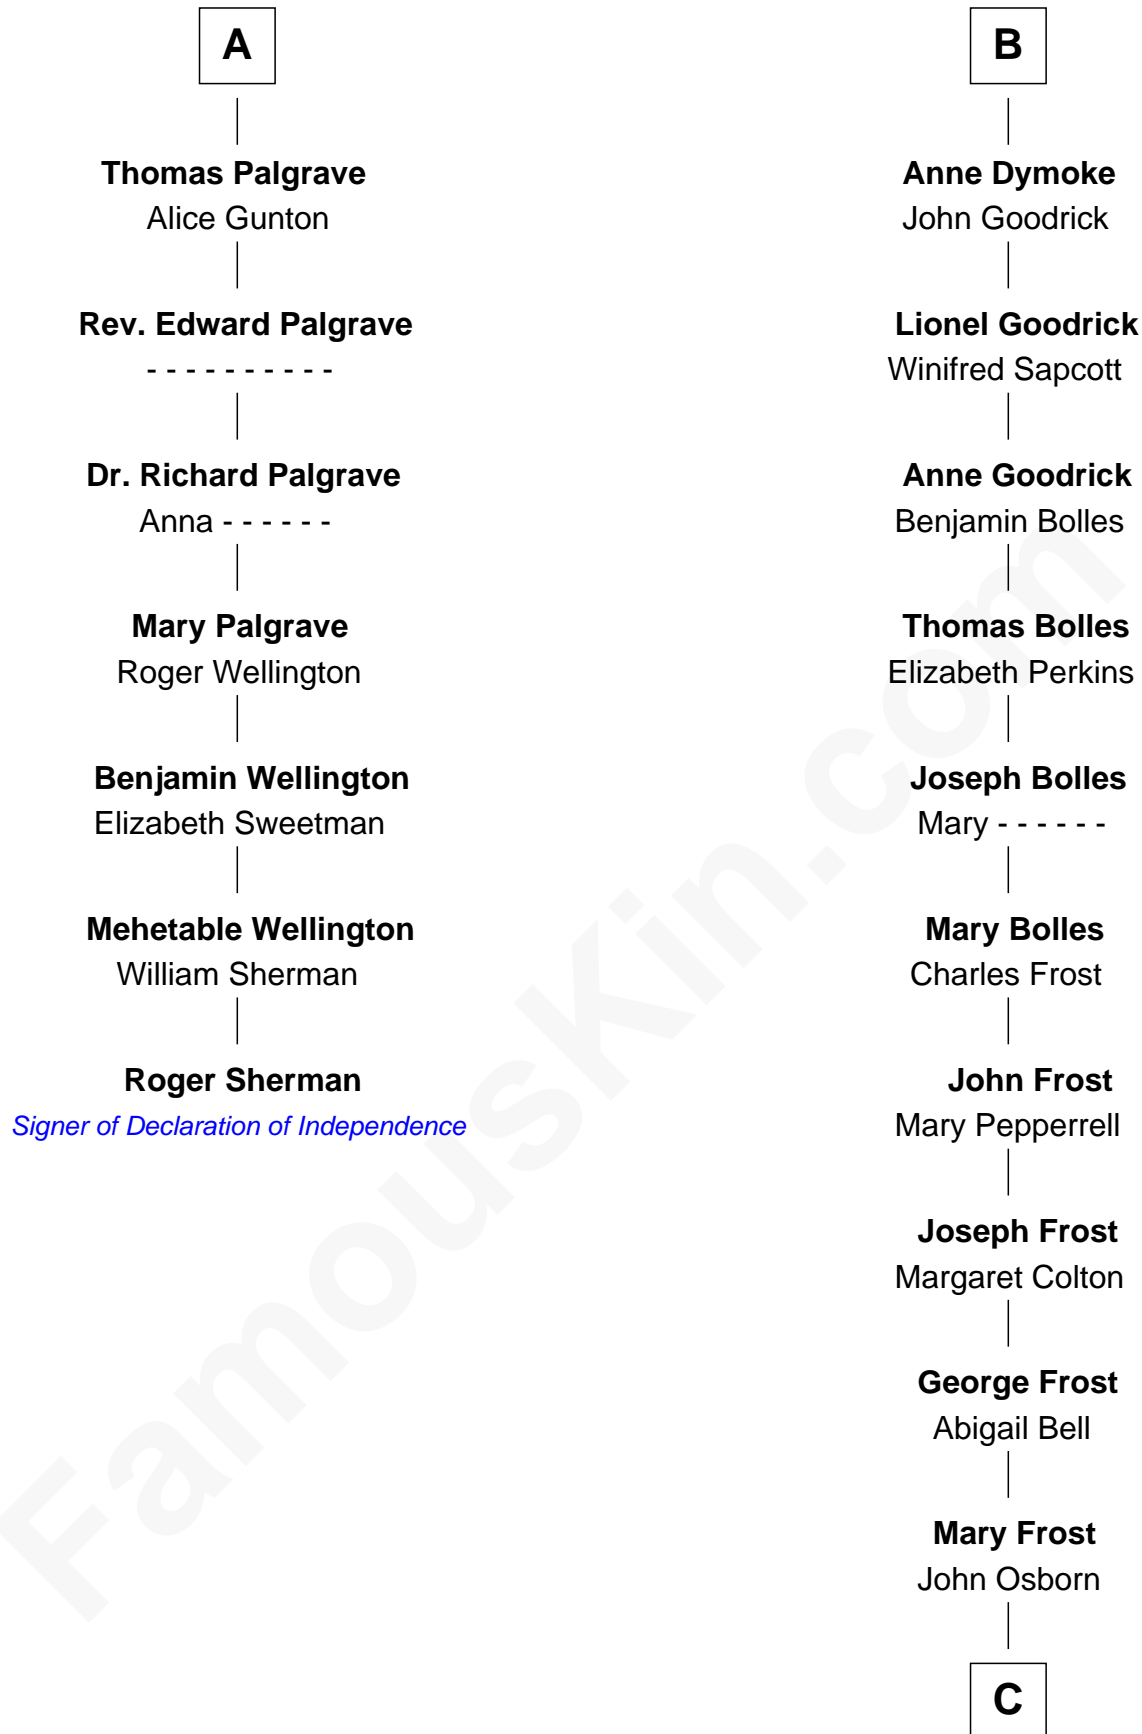 A
Thomas Palgrave
Alice Gunton
Rev. Edward Palgrave
- - - - - - - - - -
Dr. Richard Palgrave
Anna - - - - - -
Mary Palgrave
Roger Wellington
Benjamin Wellington
Elizabeth Sweetman
Mehetable Wellington
William Sherman
Roger Sherman
Signer of Declaration of Independence
B
Anne Dymoke
John Goodrick
Lionel Goodrick
Winifred Sapcott
Anne Goodrick
Benjamin Bolles
Thomas Bolles
Elizabeth Perkins
Joseph Bolles
Mary - - - - - -
Mary Bolles
Charles Frost
John Frost
Mary Pepperrell
Joseph Frost
Margaret Colton
George Frost
Abigail Bell
Mary Frost
John Osborn
C
FamousKin.com